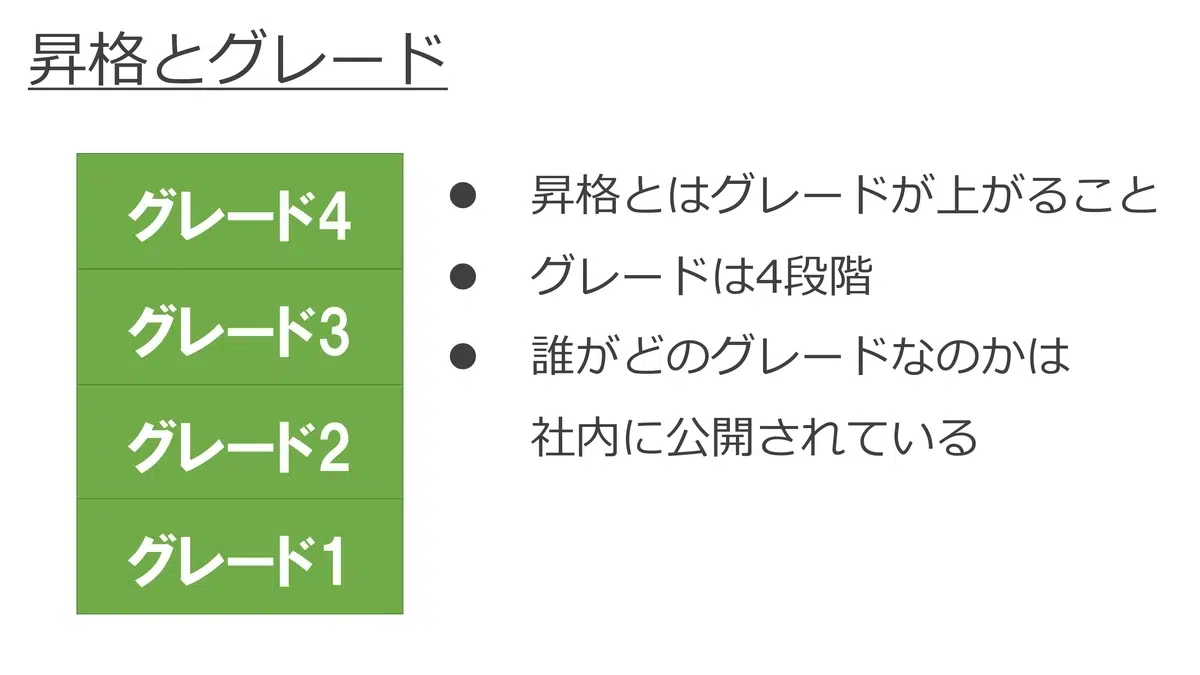 昇格とグレード
グレード4
グレード3
グレード2
グレード1
● 昇格とはグレードが上がること
● グレードは4段階
● 誰がどのグレードなのかは
社内に公開されている